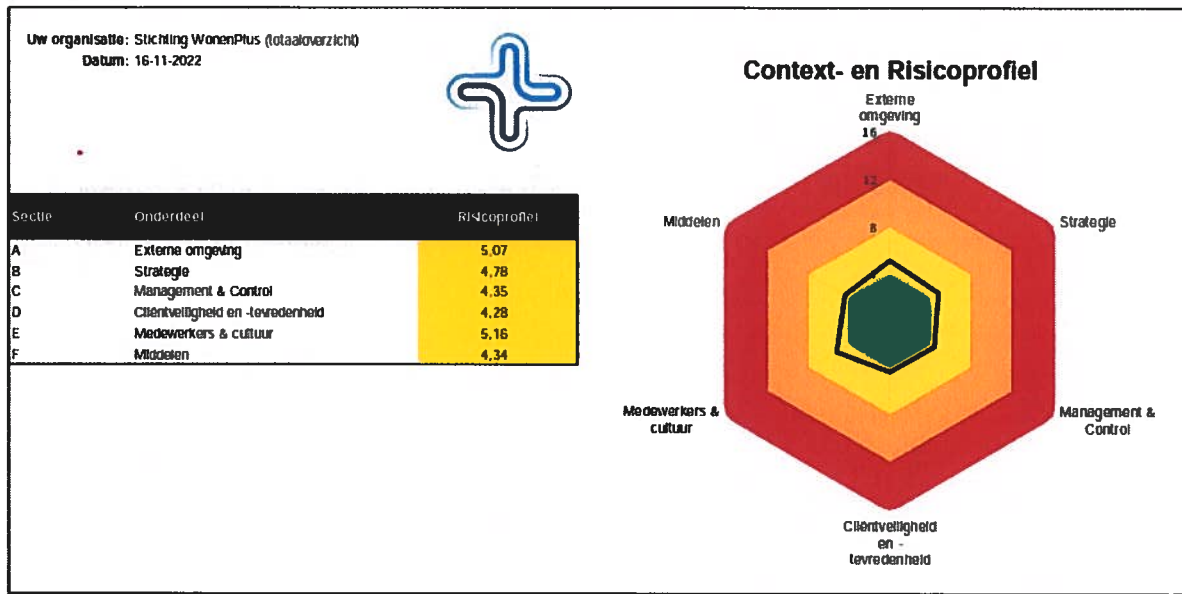 Uw organisatie: Stichting WonenPlus (totaaloverzicht)
Datum: 16-11-2022
Sectie Onderdeel Risicoprofiel
A Externe omgeving 5,07
B Strategie 4,78
C Management & Control 4,35
D Cliëntveiligheid en -tevredenheid 4,28
E Medewerkers & cultuur 5,16
F Middelen 4,34
Context- en Risicoprofiel
Externe
omgeving
16
12
8
Middelen
Strategie
Medewerkers &
cultuur
Management &
Control
Cliëntveiligheid
en -
tevredenheid